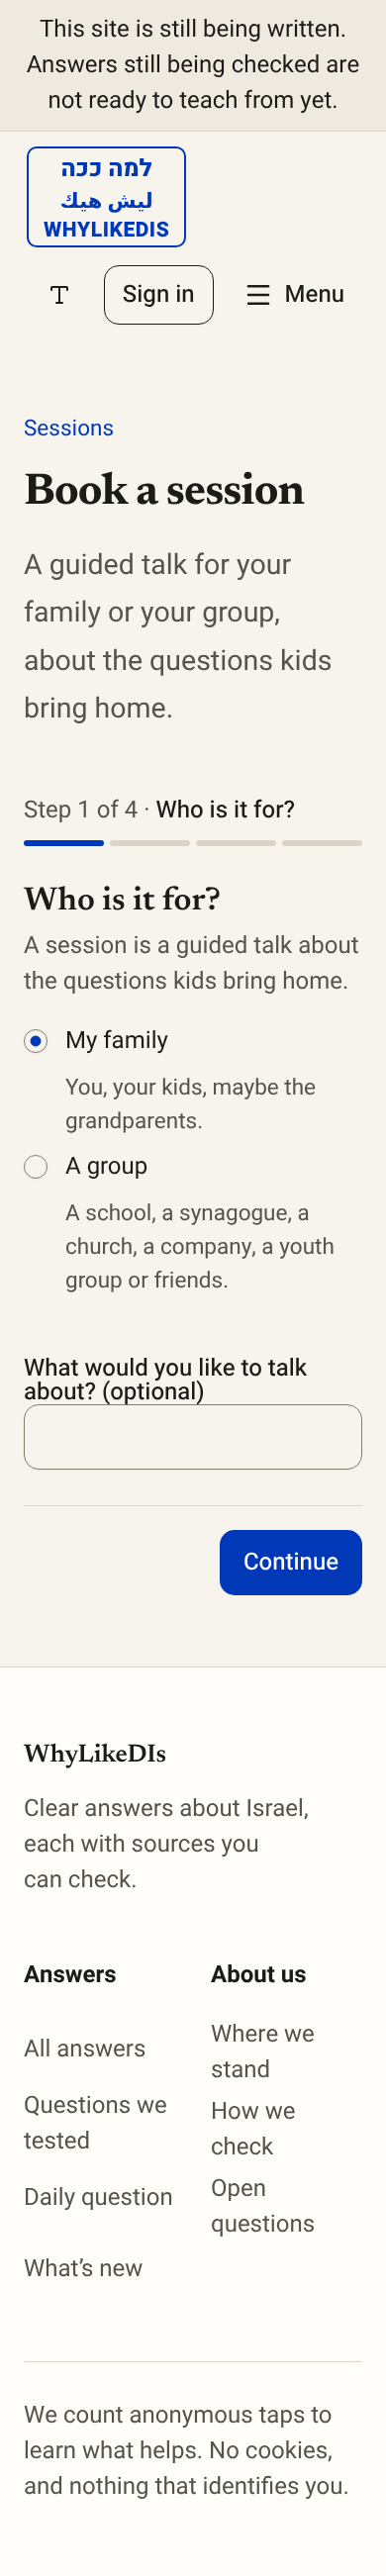 This site is still being written.
Answers still being checked are
not ready to teach from yet.
למה ככה
ليش هيك
WHYLIKEDIS
T
Sign in
Menu
Sessions
Book a session
A guided talk for your
family or your group,
about the questions kids
bring home.
Step 1 of 4 · Who is it for?
Who is it for?
A session is a guided talk about
the questions kids bring home.
My family
You, your kids, maybe the
grandparents.
A group
A school, a synagogue, a
church, a company, a youth
group or friends.
What would you like to talk
about? (optional)
Continue
WhyLikeDIs
Clear answers about Israel,
each with sources you
can check.
Answers
All answers
Questions we
tested
Daily question
What’s new
About us
Where we
stand
How we
check
Open
questions
We count anonymous taps to
learn what helps. No cookies,
and nothing that identifies you.